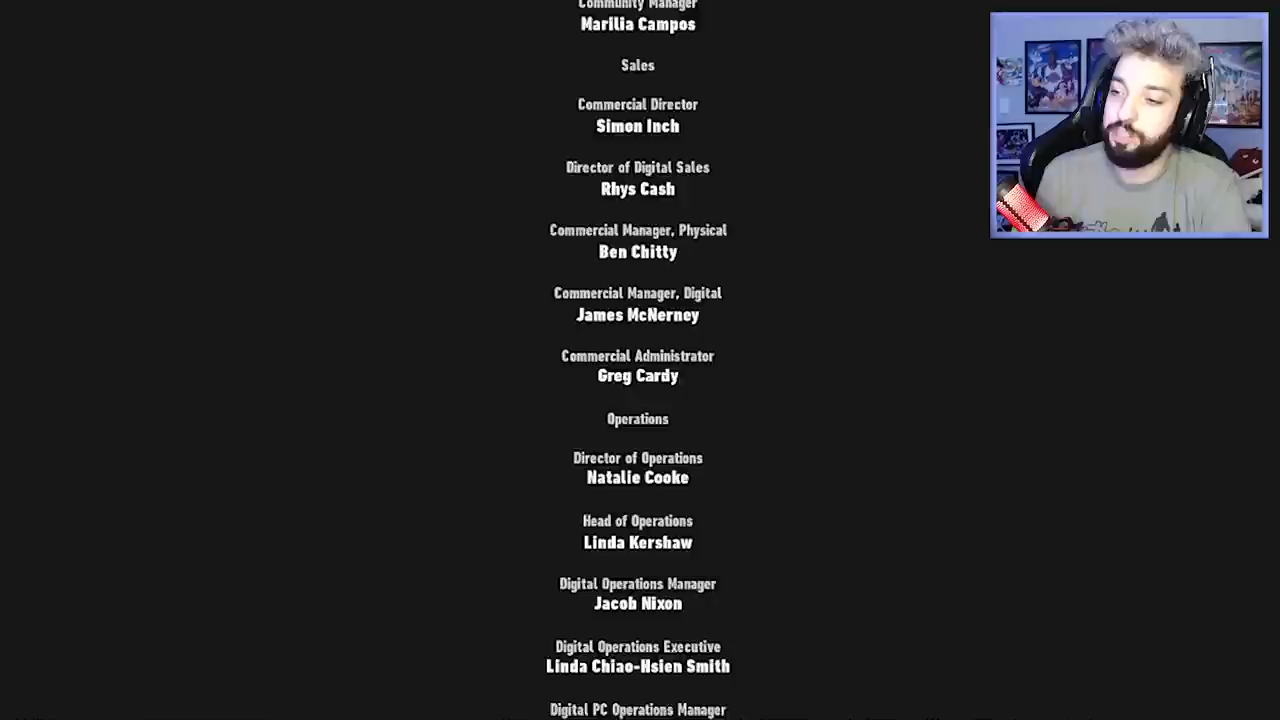 Community Manager
Marilia Campos
Sales
Commercial Director
Simon Inch
Director of Digital Sales
Rhys Cash
Commercial Manager, Physical
Ben Chitty
Commercial Manager, Digital
James McNerney
Commercial Administrator
Greg Cardy
Operations
Director of Operations
Natalie Cooke
Head of Operations
Linda Kershaw
Digital Operations Manager
Jacob Nixon
Digital Operations Executive
Linda Chiao-Hsien Smith
Digital PC Operations Manager